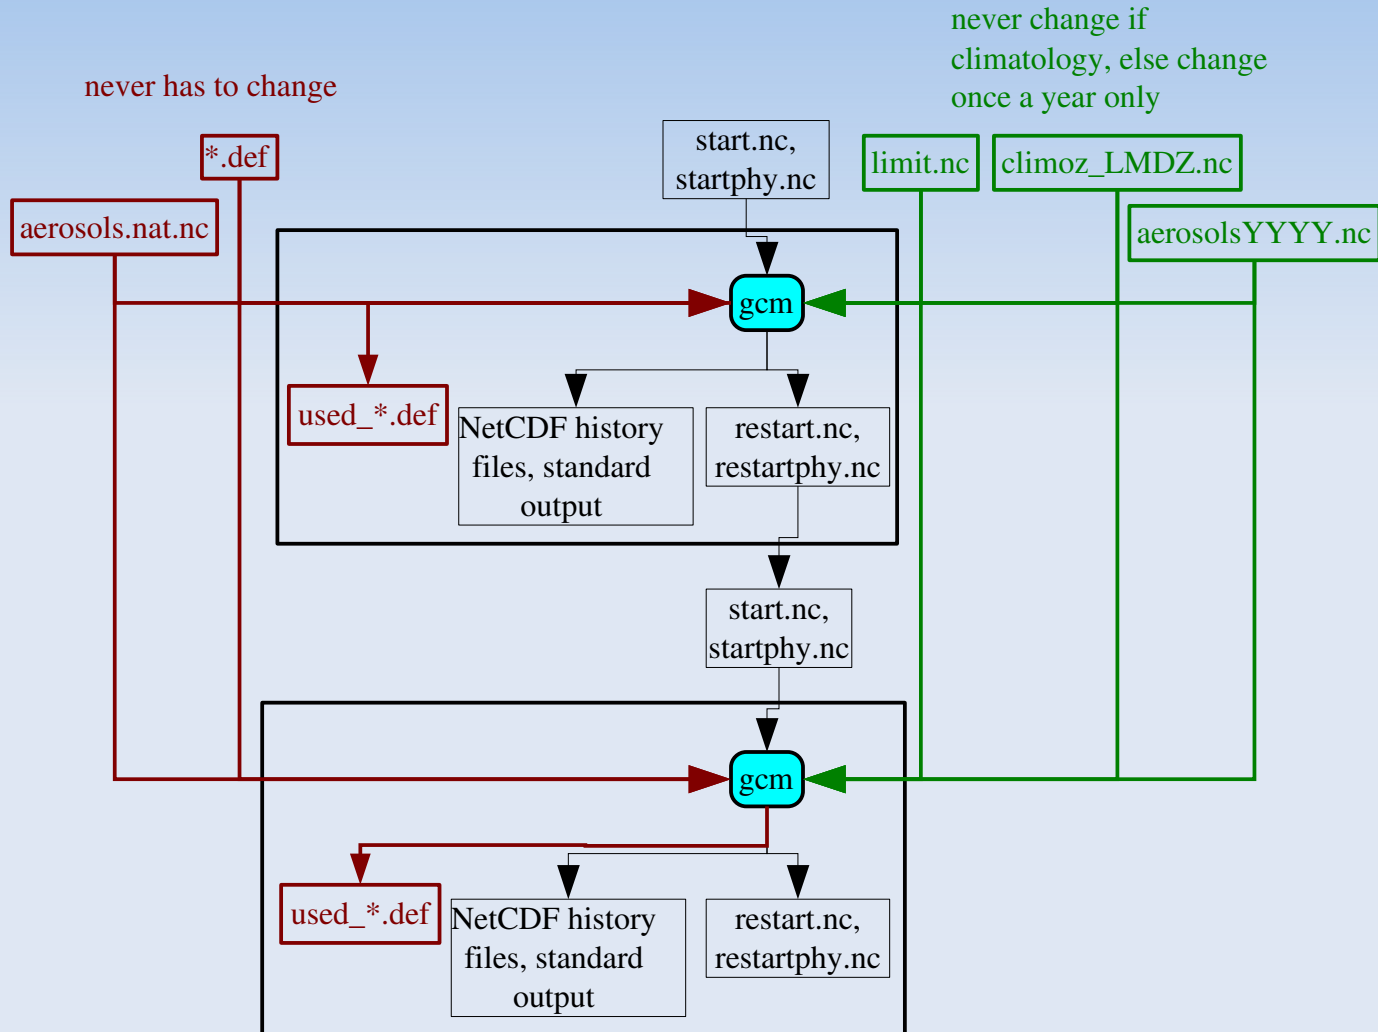 never change if
climatology, else change
once a year only
never has to change
*.def
start.nc,
startphy.nc
limit.nc
climoz_LMDZ.nc
aerosols.nat.nc
aerosolsYYYY.nc
gcm
used_*.def
NetCDF history
files, standard
output
restart.nc,
restartphy.nc
start.nc,
startphy.nc
gcm
used_*.def
NetCDF history
files, standard
output
restart.nc,
restartphy.nc